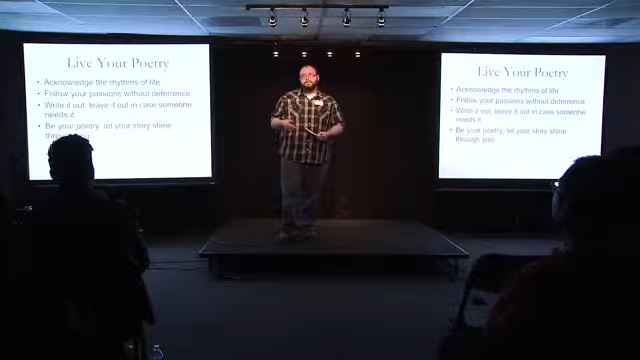 Live Your Poetry
• Acknowledge the rhythms of life
• Follow your passions without deferrence
• Write it out, leave it out in case someone
needs it
• Be your poetry, let your story shine
through
Live Your Poetry
• Acknowledge the rhythms of life
• Follow your passions without deferrence
• Write it out, leave it out in case someone
needs it
• Be your poetry, let your story shine
through you